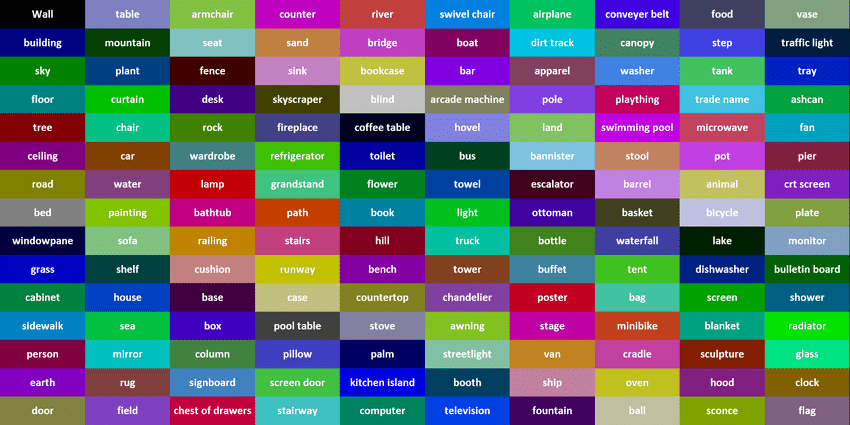 Wall table armchair counter river swivel chair airplane conveyer belt food vase
building mountain seat sand bridge boat dirt track canopy step traffic light
sky plant fence sink bookcase bar apparel washer tank tray
floor curtain desk skyscraper blind arcade machine pole plaything trade name ashcan
tree chair rock fireplace coffee table hovel land swimming pool microwave fan
ceiling car wardrobe refrigerator toilet bus bannister stool pot pier
road water lamp grandstand flower towel escalator barrel animal crt screen
bed painting bathtub path book light ottoman basket bicycle plate
windowpane sofa railing stairs hill truck bottle waterfall lake monitor
grass shelf cushion runway bench tower buffet tent dishwasher bulletin board
cabinet house base case countertop chandelier poster bag screen shower
sidewalk sea box pool table stove awning stage minibike blanket radiator
person mirror column pillow palm streetlight van cradle sculpture glass
earth rug signboard screen door kitchen island booth ship oven hood clock
door field chest of drawers stairway computer television fountain ball sconce flag